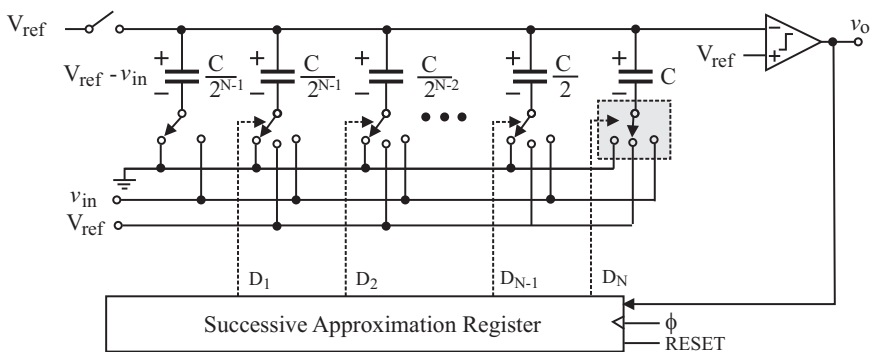 V_ref
v_o
V_ref
V_ref - v_in
+ − C/2^{N-1}
+ − C/2^{N-1}
+ − C/2^{N-2}
+ − C/2
+ − C
− +
v_in
V_ref
D_1
D_2
D_{N-1}
D_N
Successive Approximation Register
ϕ
RESET